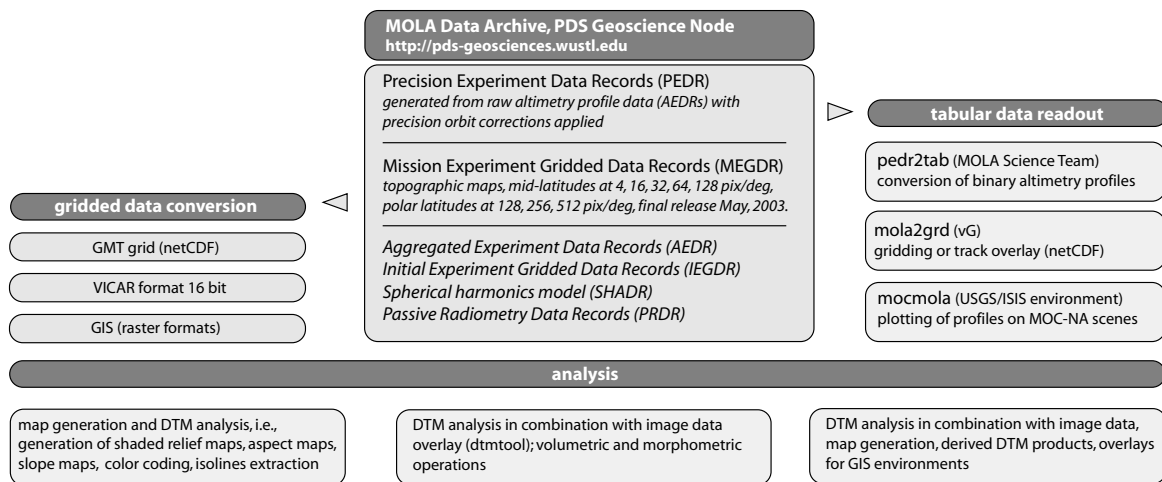 MOLA Data Archive, PDS Geoscience Node
http://pds-geosciences.wustl.edu
Precision Experiment Data Records (PEDR)
generated from raw altimetry profile data (AEDRs) with
precision orbit corrections applied
Mission Experiment Gridded Data Records (MEGDR)
topographic maps, mid-latitudes at 4, 16, 32, 64, 128 pix/deg,
polar latitudes at 128, 256, 512 pix/deg, final release May, 2003.
Aggregated Experiment Data Records (AEDR)
Initial Experiment Gridded Data Records (IEGDR)
Spherical harmonics model (SHADR)
Passive Radiometry Data Records (PRDR)
gridded data conversion
GMT grid (netCDF)
VICAR format 16 bit
GIS (raster formats)
tabular data readout
pedr2tab (MOLA Science Team)
conversion of binary altimetry profiles
mola2grd (vG)
gridding or track overlay (netCDF)
mocmola (USGS/ISIS environment)
plotting of profiles on MOC-NA scenes
analysis
map generation and DTM analysis, i.e.,
generation of shaded relief maps, aspect maps,
slope maps, color coding, isolines extraction
DTM analysis in combination with image data
overlay (dtmtool); volumetric and morphometric
operations
DTM analysis in combination with image data,
map generation, derived DTM products, overlays
for GIS environments